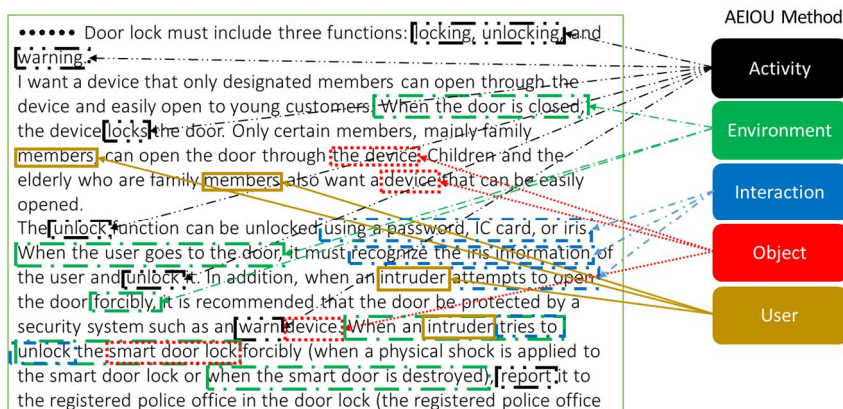 •••••• Door lock must include three functions: locking, unlocking, and
warning.
I want a device that only designated members can open through the
device and easily open to young customers. When the door is closed,
the device locks the door. Only certain members, mainly family
members, can open the door through the device. Children and the
elderly who are family members also want a device that can be easily
opened.
The unlock function can be unlocked using a password, IC card, or iris.
When the user goes to the door, it must recognize the iris information of
the user and unlock it. In addition, when an intruder attempts to open
the door forcibly, it is recommended that the door be protected by a
security system such as an warn device. When an intruder tries to
unlock the smart door lock forcibly (when a physical shock is applied to
the smart door lock or when the smart door is destroyed), report it to
the registered police office in the door lock (the registered police office
AEIOU Method
Activity
Environment
Interaction
Object
User